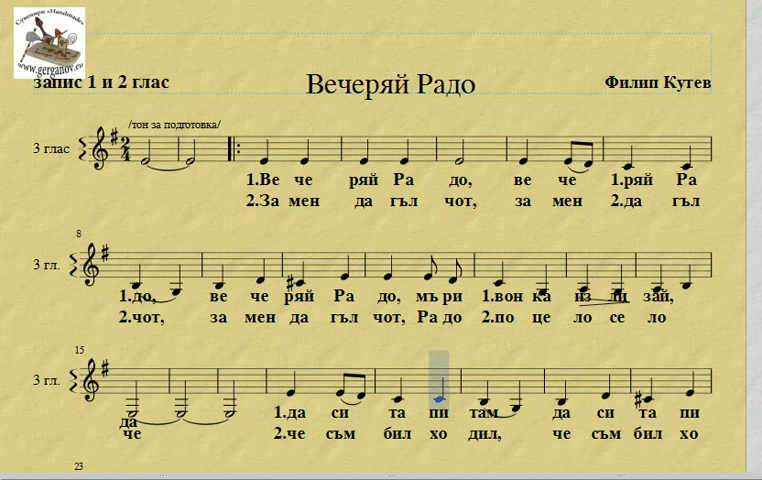 Сувенири «Handmade»
www.gerganov.eu
запис 1 и 2 глас
Вечеряй Радо
Филип Кутев
/тон за подготовка/
3 глас
2
4
1.Ве че ряй Ра до, ве че 1.ряй Ра
2.За мен да гъл чот, за мен 2.да гъл
8
3 гл.
1.до, ве че ряй Ра до, мъ ри 1.вон ка из ли зай,
2.чот, за мен да гъл чот, Ра до 2.по це ло се ло
15
3 гл.
да 1.да си та пи там да си та пи
че 2.че съм бил хо дил, че съм бил хо
23